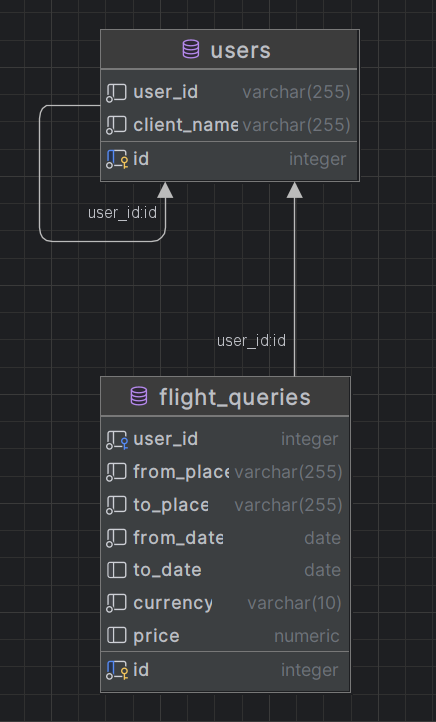 users
user_id varchar(255)
client_name varchar(255)
id integer
user_id:id
user_id:id
flight_queries
user_id integer
from_place varchar(255)
to_place varchar(255)
from_date date
to_date date
currency varchar(10)
price numeric
id integer